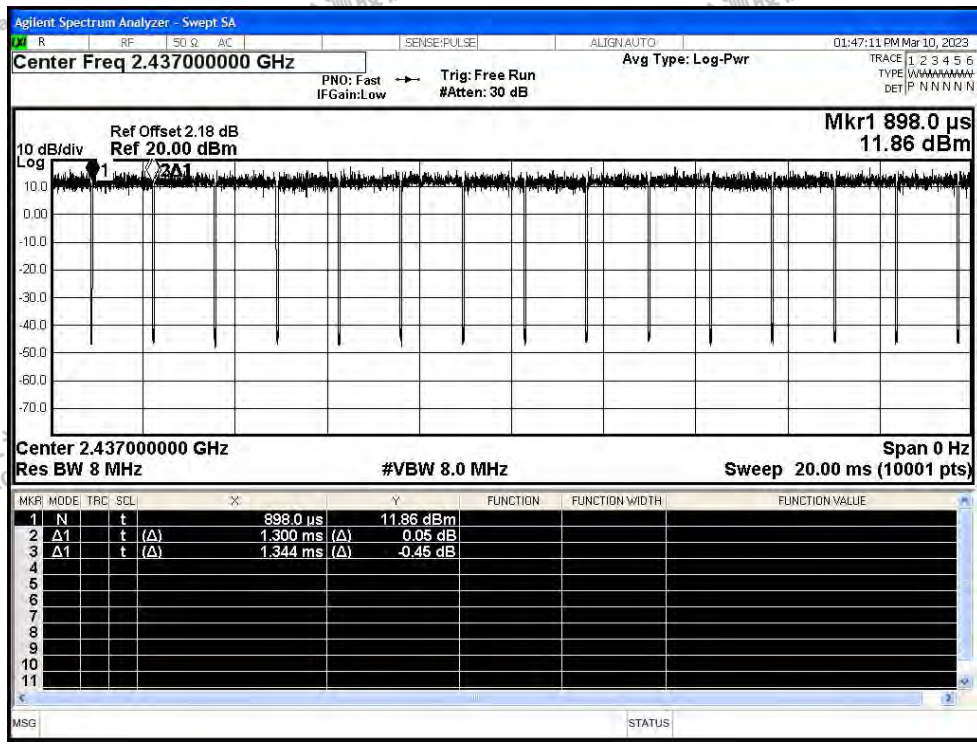 Agilent Spectrum Analyzer - Swept SA
LXI R RF 50 Ω AC SENSE:PULSE ALIGNAUTO 01:47:11 PM Mar 10, 2023
Center Freq 2.437000000 GHz
PNO: Fast
IFGain:Low
Trig: Free Run
#Atten: 30 dB
Avg Type: Log-Pwr
TRACE 1 2 3 4 5 6
TYPE WWWWWW
DET P N N N N N
Mkr1 898.0 µs
11.86 dBm
Ref Offset 2.18 dB
10 dB/div Ref 20.00 dBm
Log
1
3Δ1
10.0
0.00
-10.0
-20.0
-30.0
-40.0
-50.0
-60.0
-70.0
Center 2.437000000 GHz Span 0 Hz
Res BW 8 MHz #VBW 8.0 MHz Sweep 20.00 ms (10001 pts)
MKR MODE TRC SCL X Y FUNCTION FUNCTION WIDTH FUNCTION VALUE
1 N t 898.0 µs 11.86 dBm
2 Δ1 t (Δ) 1.300 ms (Δ) 0.05 dB
3 Δ1 t (Δ) 1.344 ms (Δ) -0.45 dB
4
5
6
7
8
9
10
11
MSG STATUS